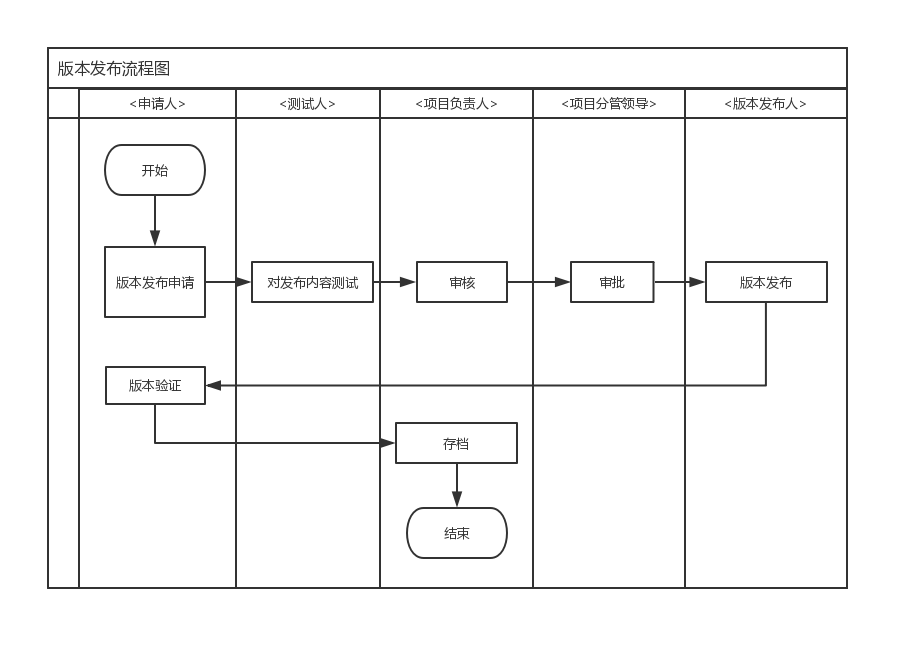 版本发布流程图
<申请人>
<测试人>
<项目负责人>
<项目分管领导>
<版本发布人>
开始
版本发布申请
对发布内容测试
审核
审批
版本发布
版本验证
存档
结束